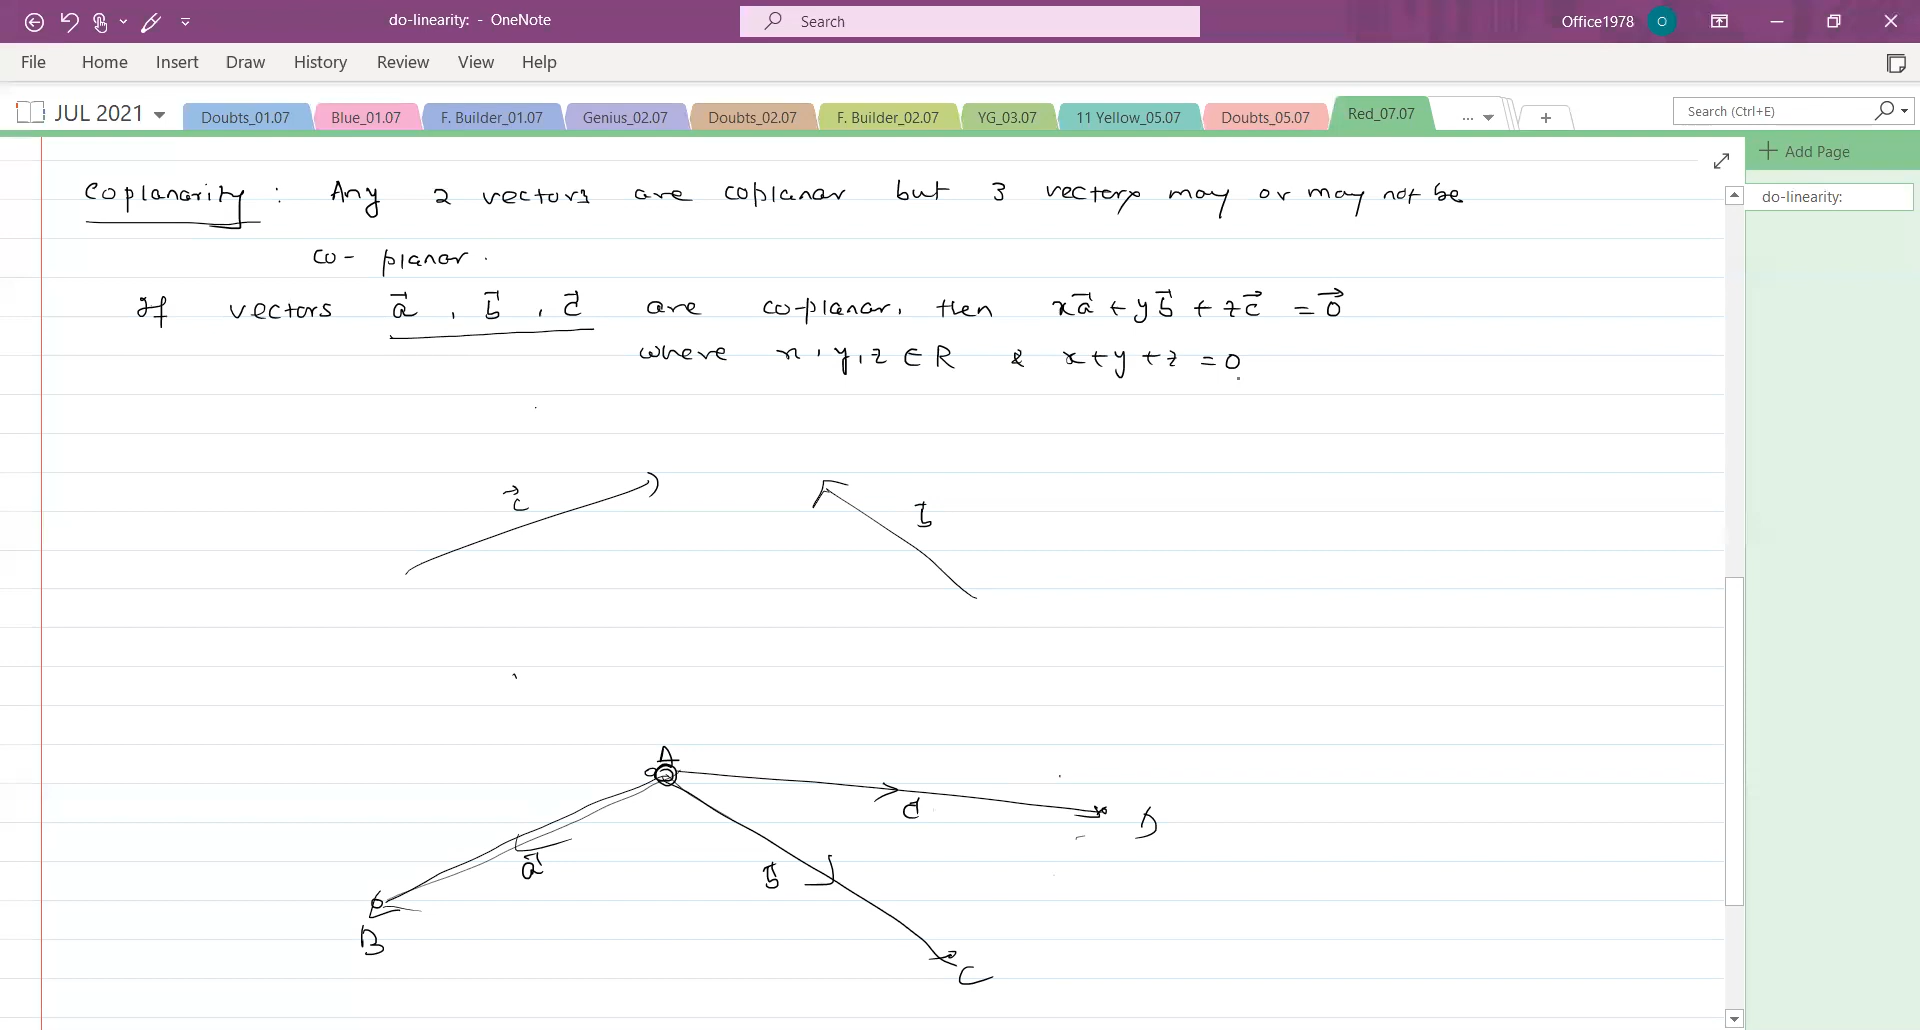 do-linearity: - OneNote
Search
Office1978
O
File Home Insert Draw History Review View Help
JUL 2021
Doubts_01.07
Blue_01.07
F. Builder_01.07
Genius_02.07
Doubts_02.07
F. Builder_02.07
YG_03.07
11 Yellow_05.07
Doubts_05.07
Red_07.07
...
+
Search (Ctrl+E)
Add Page
do-linearity:
Coplanarity : Any 2 vectors are coplanar but 3 vectors may or may not be
co-planar.
If vectors a⃗, b⃗, c⃗ are co-planar, then xa⃗ + yb⃗ + zc⃗ = 0⃗
where x, y, z ∈ R & x+y+z = 0
c⃗
b⃗
A
c⃗
D
a⃗
b⃗
B
C